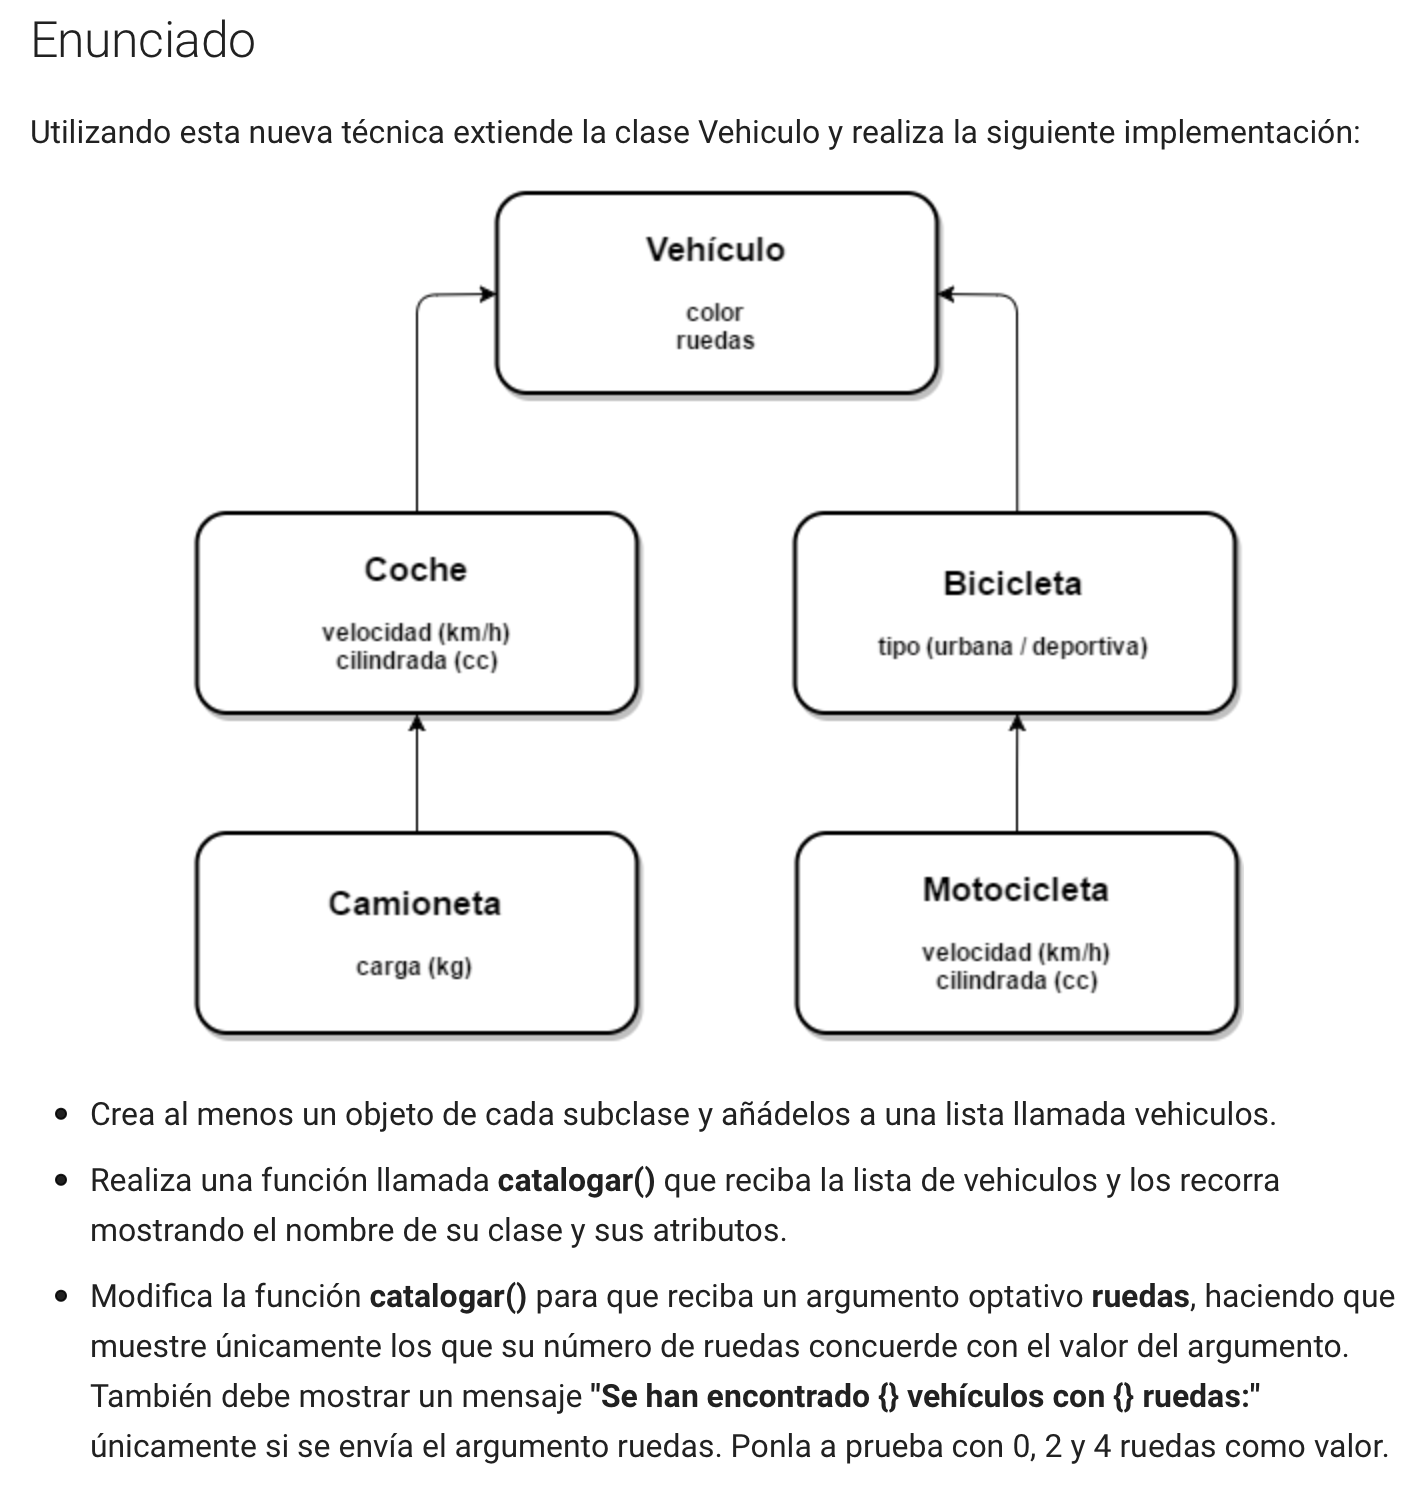 Enunciado
Utilizando esta nueva técnica extiende la clase Vehiculo y realiza la siguiente implementación:
Vehículo
color
ruedas
Coche
velocidad (km/h)
cilindrada (cc)
Bicicleta
tipo (urbana / deportiva)
Camioneta
carga (kg)
Motocicleta
velocidad (km/h)
cilindrada (cc)
• Crea al menos un objeto de cada subclase y añádelos a una lista llamada vehiculos.
• Realiza una función llamada catalogar() que reciba la lista de vehiculos y los recorra
mostrando el nombre de su clase y sus atributos.
• Modifica la función catalogar() para que reciba un argumento optativo ruedas, haciendo que
muestre únicamente los que su número de ruedas concuerde con el valor del argumento.
También debe mostrar un mensaje "Se han encontrado {} vehículos con {} ruedas:"
únicamente si se envía el argumento ruedas. Ponla a prueba con 0, 2 y 4 ruedas como valor.